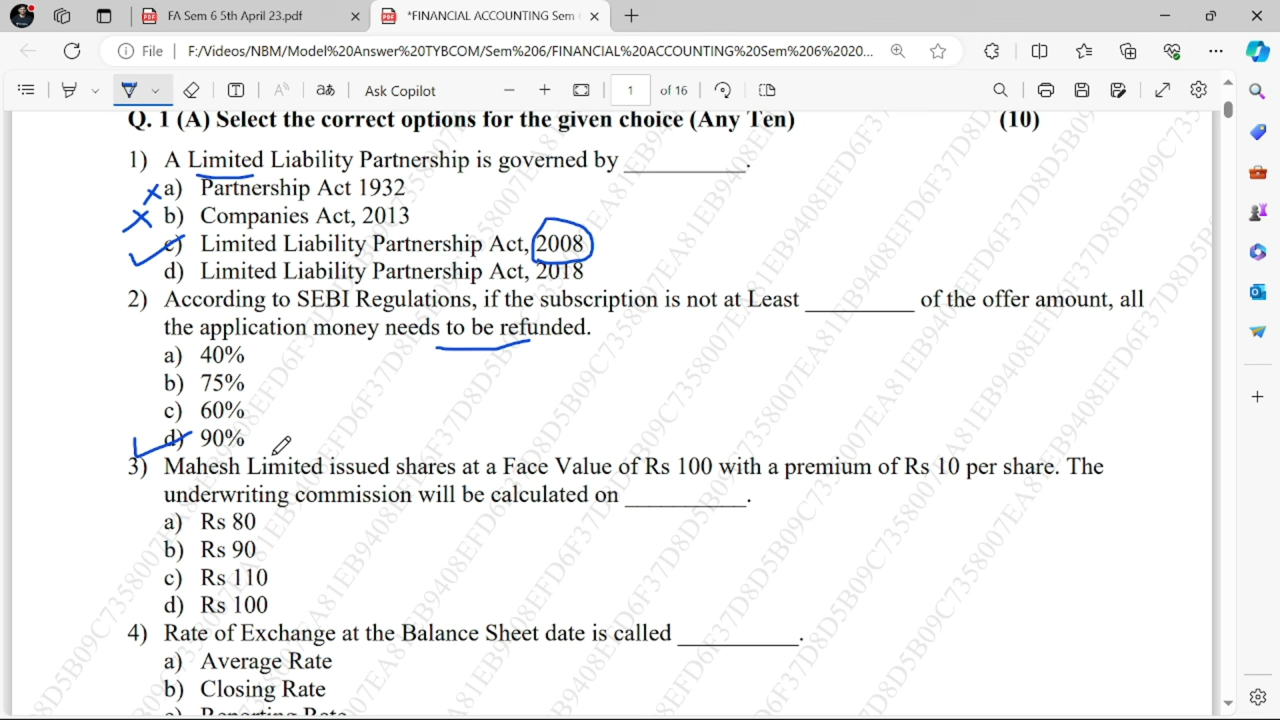 FA Sem 6 5th April 23.pdf
*FINANCIAL ACCOUNTING Sem
File
F:/Videos/NBM/Model%20Answer%20TYBCOM/Sem%206/FINANCIAL%20ACCOUNTING%20Sem%206%2020...
Ask Copilot
1 of 16
Q. 1 (A) Select the correct options for the given choice (Any Ten) (10)
1) A Limited Liability Partnership is governed by ___________.
a) Partnership Act 1932
b) Companies Act, 2013
c) Limited Liability Partnership Act, 2008
d) Limited Liability Partnership Act, 2018
2) According to SEBI Regulations, if the subscription is not at Least __________ of the offer amount, all
the application money needs to be refunded.
a) 40%
b) 75%
c) 60%
d) 90%
3) Mahesh Limited issued shares at a Face Value of Rs 100 with a premium of Rs 10 per share. The
underwriting commission will be calculated on ___________.
a) Rs 80
b) Rs 90
c) Rs 110
d) Rs 100
4) Rate of Exchange at the Balance Sheet date is called ___________.
a) Average Rate
b) Closing Rate
c) Reporting Rate